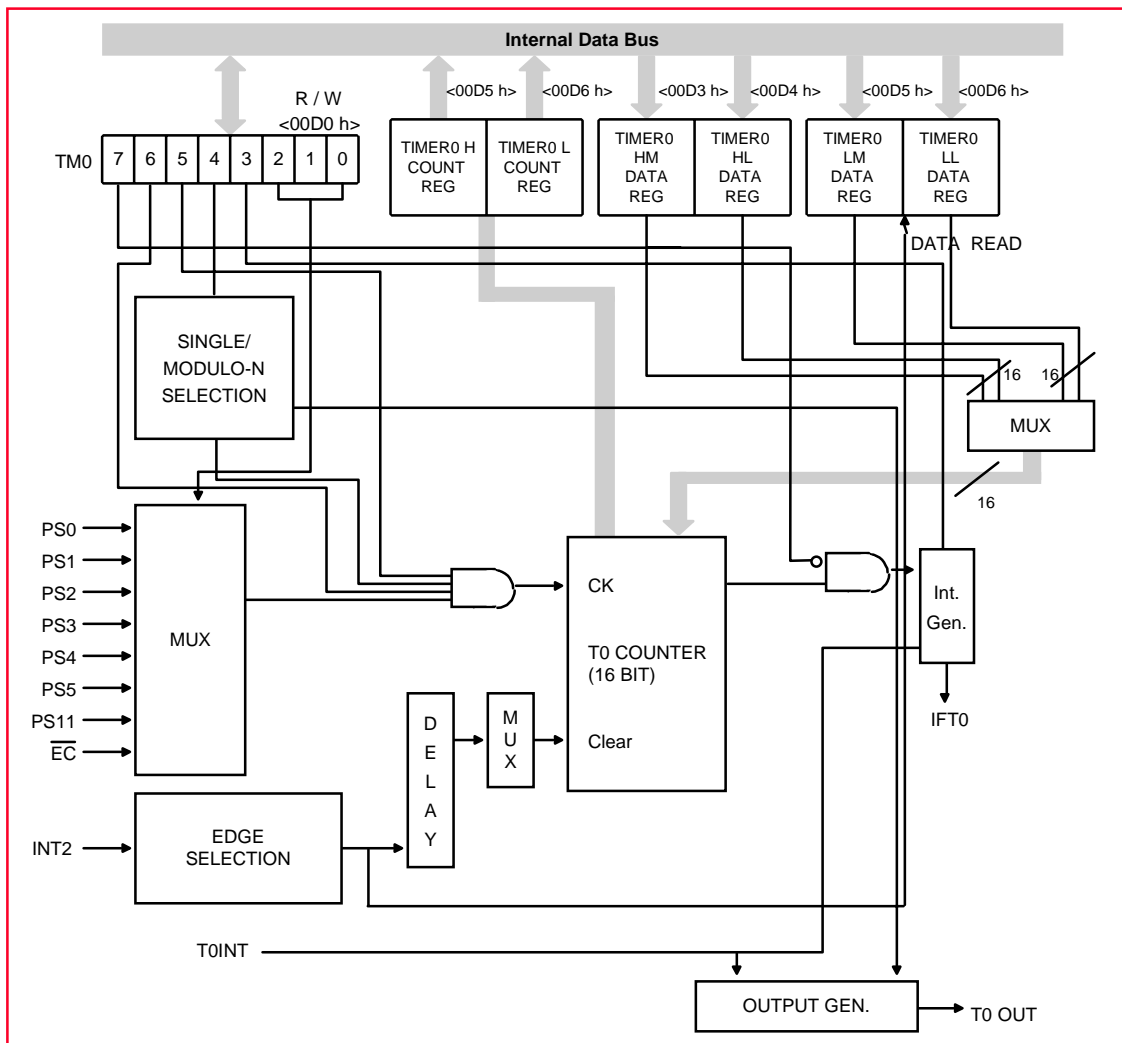 Internal Data Bus
R / W
<00D0 h>
<00D5 h>
<00D6 h>
<00D3 h>
<00D4 h>
<00D5 h>
<00D6 h>
TM0
7 6 5 4 3 2 1 0
TIMER0 H
COUNT
REG
TIMER0 L
COUNT
REG
TIMER0
HM
DATA
REG
TIMER0
HL
DATA
REG
TIMER0
LM
DATA
REG
TIMER0
LL
DATA
REG
DATA READ
SINGLE/
MODULO-N
SELECTION
16
16
MUX
16
PS0
PS1
PS2
PS3
PS4
PS5
PS11
E̅C̅
MUX
CK
T0 COUNTER
(16 BIT)
Clear
Int.
Gen.
IFT0
D
E
L
A
Y
M
U
X
INT2
EDGE
SELECTION
T0INT
OUTPUT GEN.
T0 OUT